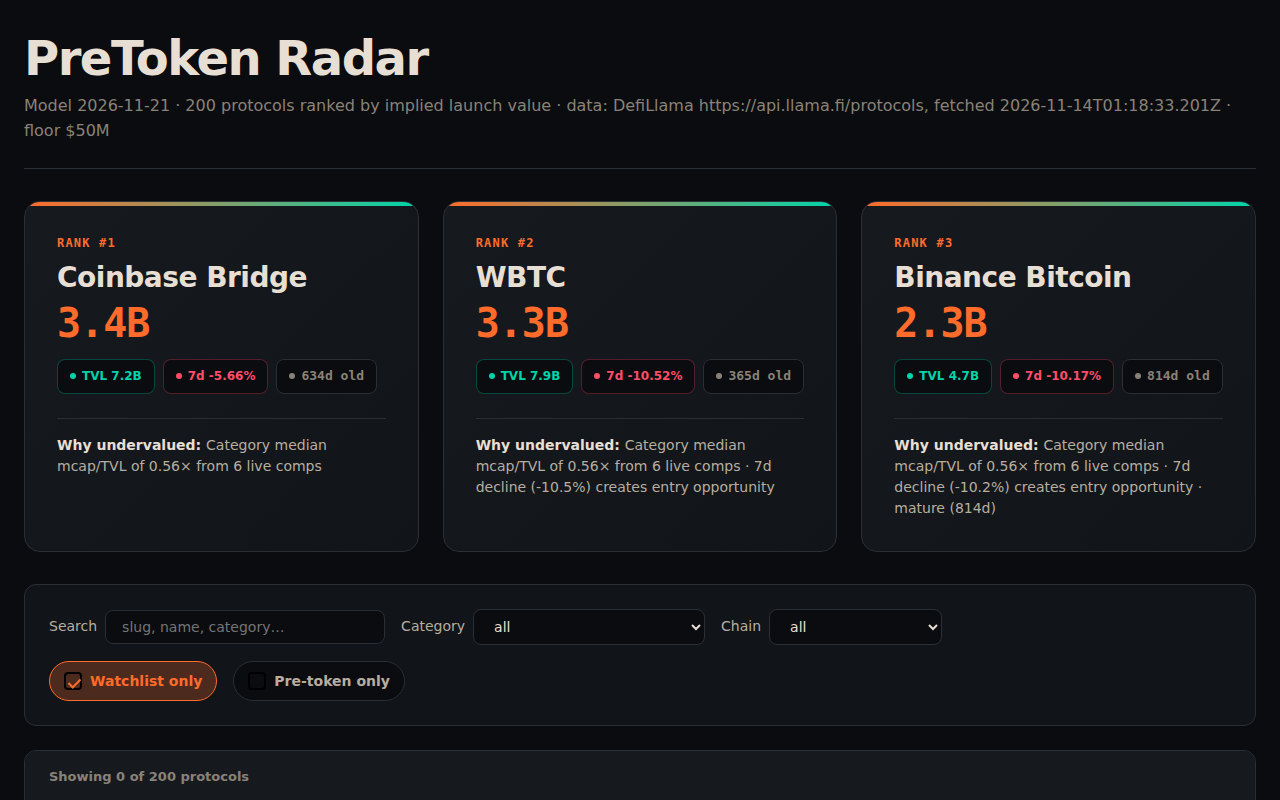 PreToken Radar
Model 2026-11-21 · 200 protocols ranked by implied launch value · data: DefiLlama https://api.llama.fi/protocols, fetched 2026-11-14T01:18:33.201Z ·
floor $50M
RANK #1
Coinbase Bridge
3.4B
TVL 7.2B
7d -5.66%
634d old
Why undervalued: Category median
mcap/TVL of 0.56× from 6 live comps
RANK #2
WBTC
3.3B
TVL 7.9B
7d -10.52%
365d old
Why undervalued: Category median
mcap/TVL of 0.56× from 6 live comps · 7d
decline (-10.5%) creates entry opportunity
RANK #3
Binance Bitcoin
2.3B
TVL 4.7B
7d -10.17%
814d old
Why undervalued: Category median
mcap/TVL of 0.56× from 6 live comps · 7d
decline (-10.2%) creates entry opportunity ·
mature (814d)
Search
slug, name, category…
Category
all
Chain
all
Watchlist only
Pre-token only
Showing 0 of 200 protocols